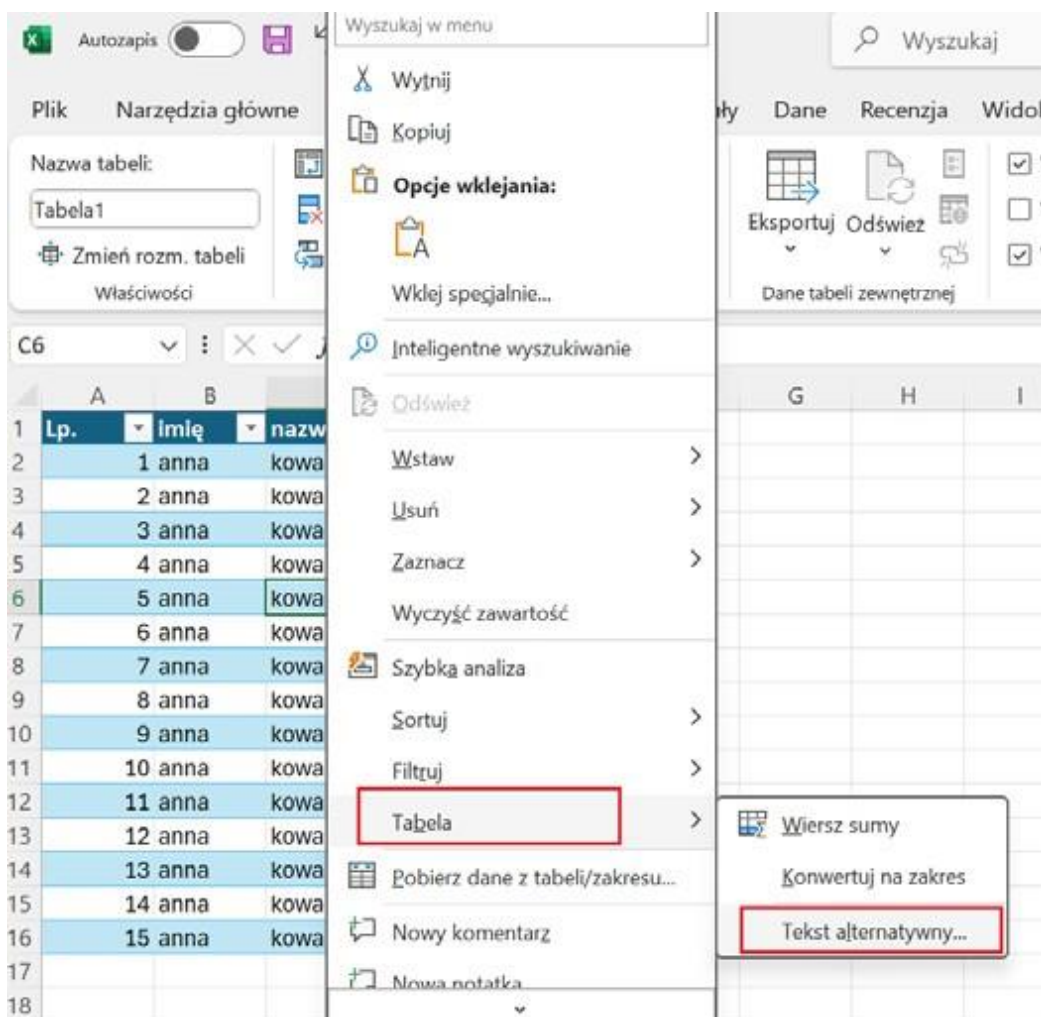 Autozapis
Wyszukaj w menu
Wyszukaj
Plik Narzędzia główne Dane Recenzja
Nazwa tabeli:
Tabela1
Zmień rozm. tabeli
Właściwości
Eksportuj Odśwież
Dane tabeli zewnętrznej
Wytnij
Kopiuj
Opcje wklejania:
Wklej specjalnie...
Inteligentne wyszukiwanie
Odśwież
Wstaw
Usuń
Zaznacz
Wyczyść zawartość
Szybka analiza
Sortuj
Filtruj
Tabela
Pobierz dane z tabeli/zakresu...
Nowy komentarz
Nowa notatka
Wiersz sumy
Konwertuj na zakres
Tekst alternatywny...
C6
A B G H I
1 Lp. imię nazw
2 1 anna kowa
3 2 anna kowa
4 3 anna kowa
5 4 anna kowa
6 5 anna kowa
7 6 anna kowa
8 7 anna kowa
9 8 anna kowa
10 9 anna kowa
11 10 anna kowa
12 11 anna kowa
13 12 anna kowa
14 13 anna kowa
15 14 anna kowa
16 15 anna kowa
17
18